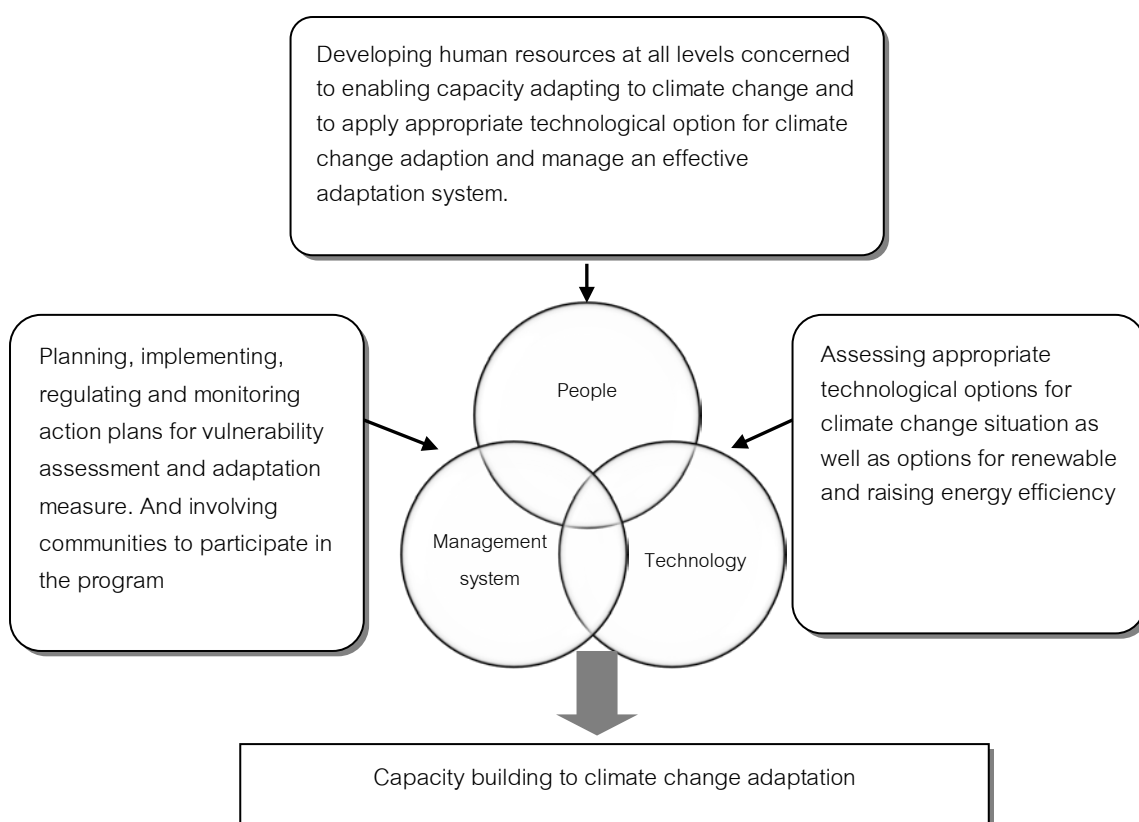 Developing human resources at all levels concerned
to enabling capacity adapting to climate change and
to apply appropriate technological option for climate
change adaption and manage an effective
adaptation system.
Planning, implementing,
regulating and monitoring
action plans for vulnerability
assessment and adaptation
measure. And involving
communities to participate in
the program
People
Management
system
Technology
Assessing appropriate
technological options for
climate change situation as
well as options for renewable
and raising energy efficiency
Capacity building to climate change adaptation